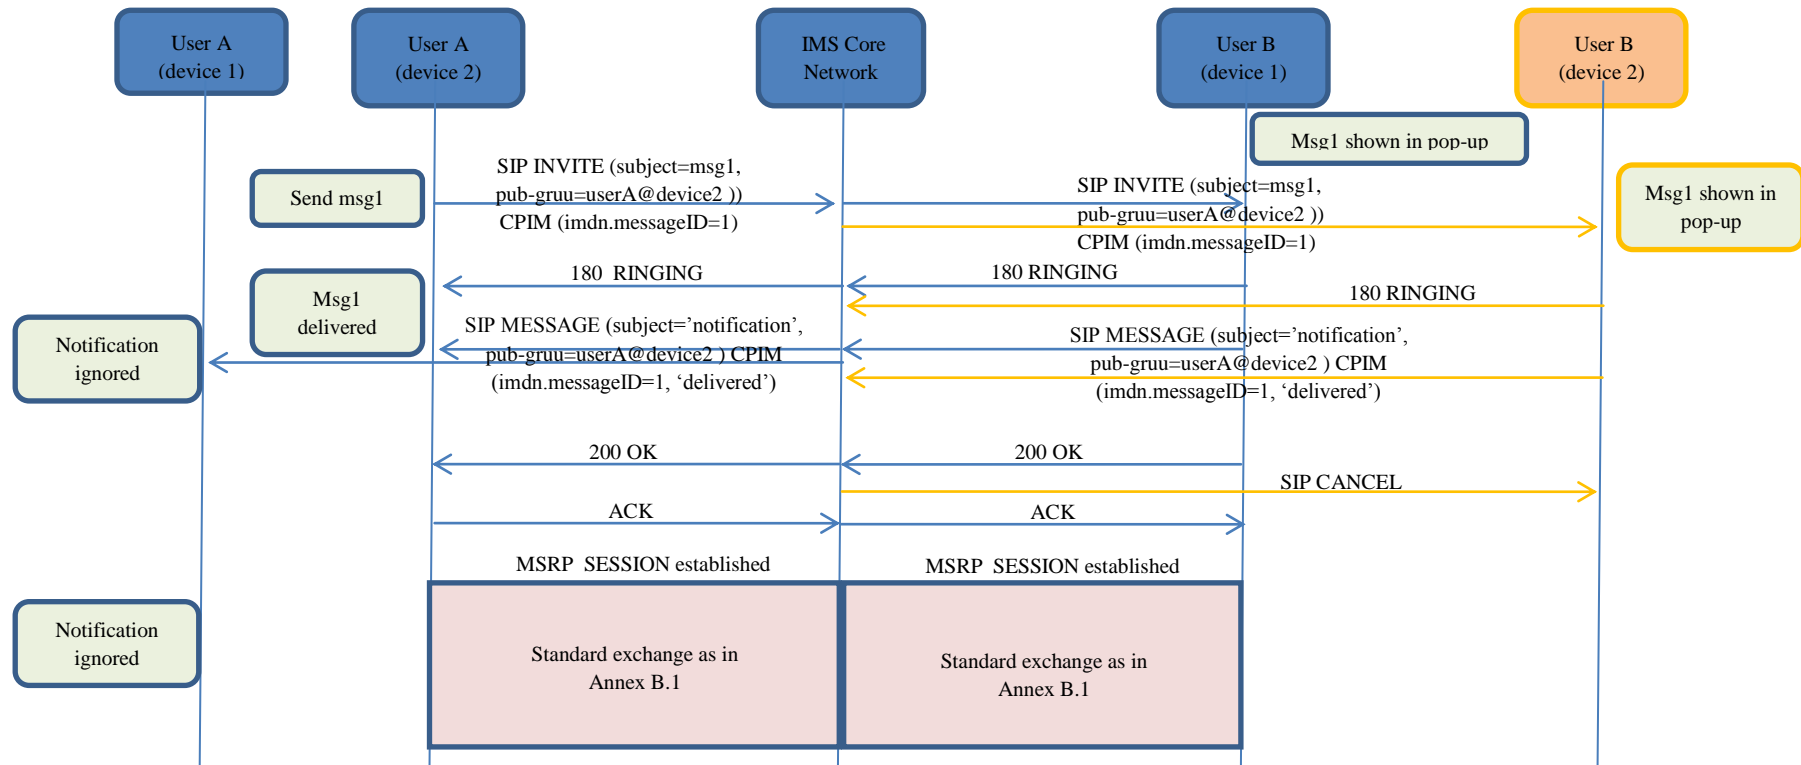 User A
(device 1)
User A
(device 2)
IMS Core
Network
User B
(device 1)
User B
(device 2)
Msg1 shown in pop-up
Send msg1
SIP INVITE (subject=msg1,
pub-gruu=userA@device2 ))
CPIM (imdn.messageID=1)
SIP INVITE (subject=msg1,
pub-gruu=userA@device2 ))
CPIM (imdn.messageID=1)
Msg1 shown in
pop-up
180 RINGING
180 RINGING
180 RINGING
Msg1
delivered
Notification
ignored
SIP MESSAGE (subject=’notification’,
pub-gruu=userA@device2 ) CPIM
(imdn.messageID=1, ‘delivered’)
SIP MESSAGE (subject=’notification’,
pub-gruu=userA@device2 ) CPIM
(imdn.messageID=1, ‘delivered’)
200 OK
200 OK
SIP CANCEL
ACK
ACK
MSRP SESSION established
MSRP SESSION established
Notification
ignored
Standard exchange as in
Annex B.1
Standard exchange as in
Annex B.1